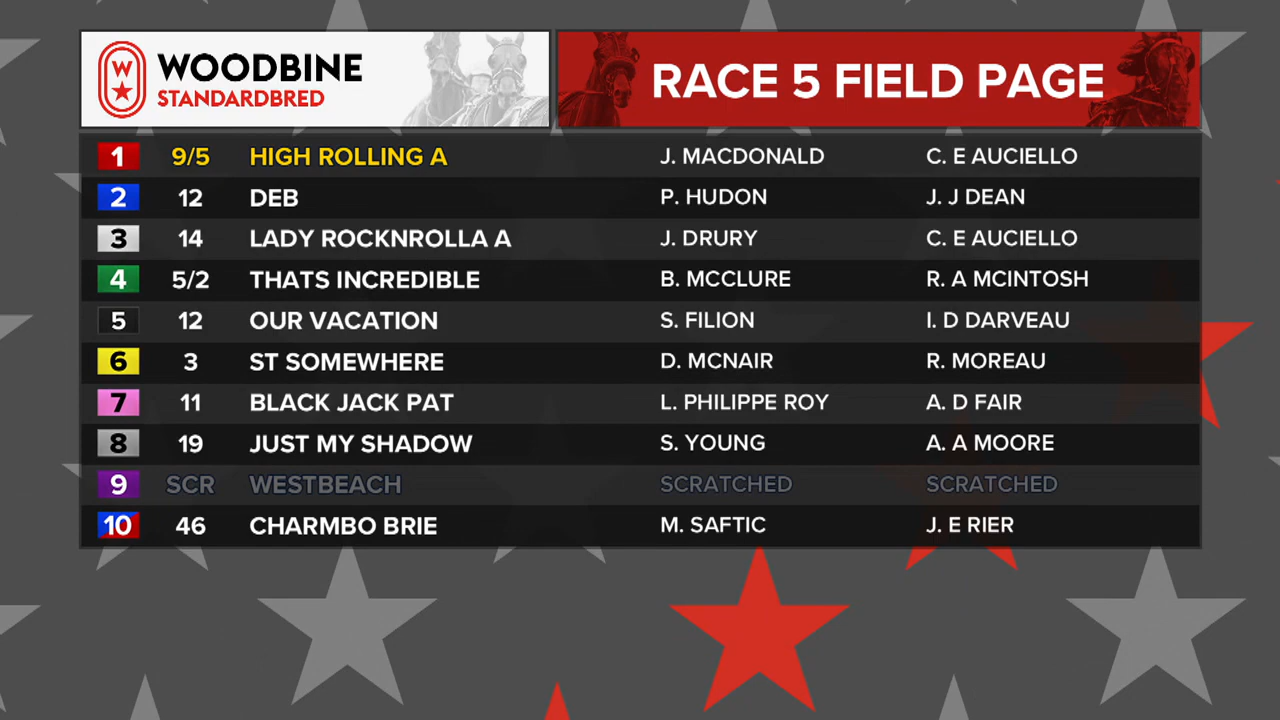 W
WOODBINE
STANDARDBRED
RACE 5 FIELD PAGE
1 9/5 HIGH ROLLING A J. MACDONALD C. E AUCIELLO
2 12 DEB P. HUDON J. J DEAN
3 14 LADY ROCKNROLLA A J. DRURY C. E AUCIELLO
4 5/2 THATS INCREDIBLE B. MCCLURE R. A MCINTOSH
5 12 OUR VACATION S. FILION I. D DARVEAU
6 3 ST SOMEWHERE D. MCNAIR R. MOREAU
7 11 BLACK JACK PAT L. PHILIPPE ROY A. D FAIR
8 19 JUST MY SHADOW S. YOUNG A. A MOORE
9 SCR WESTBEACH SCRATCHED SCRATCHED
10 46 CHARMBO BRIE M. SAFTIC J. E RIER